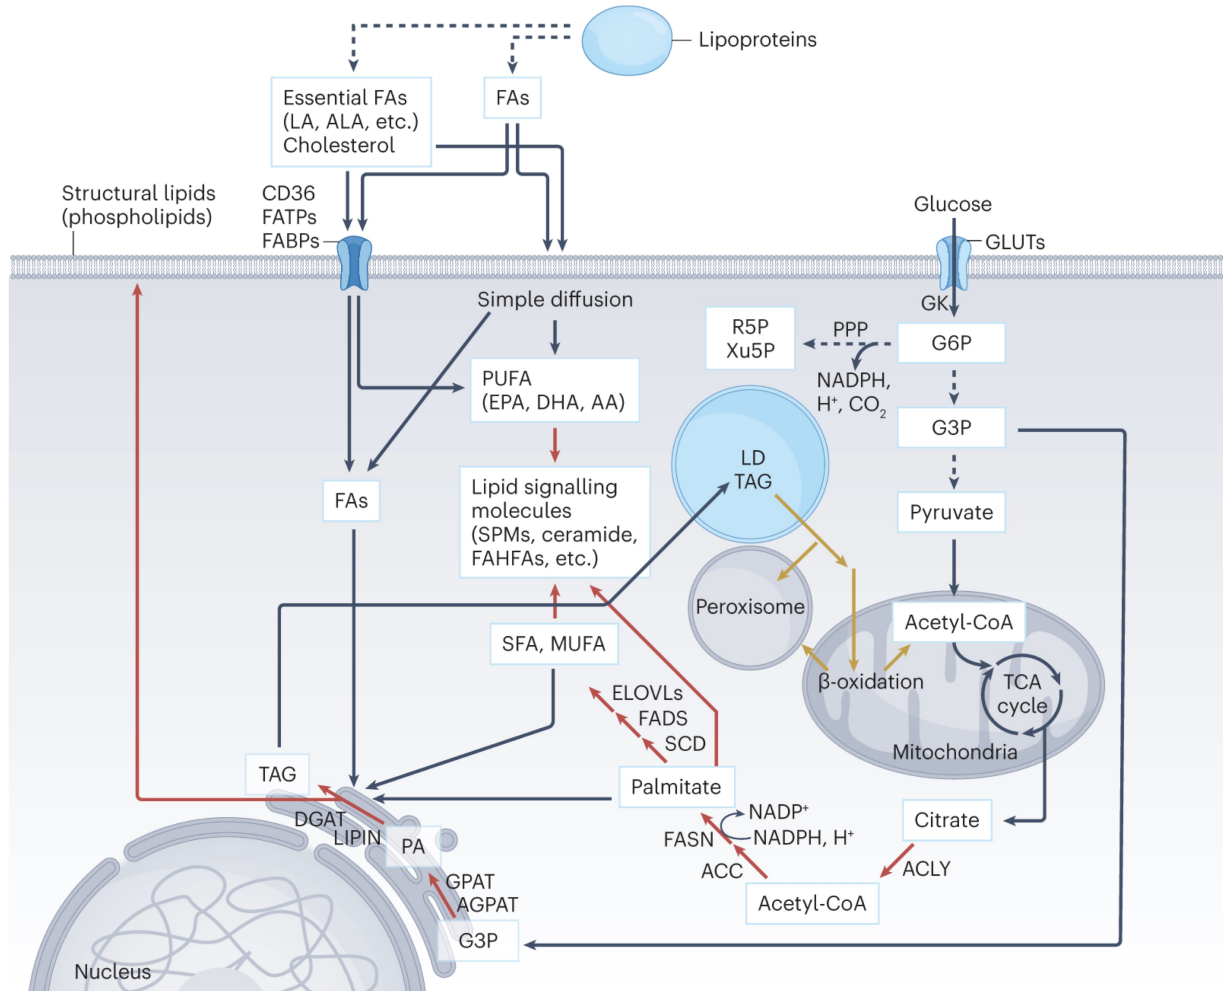 Lipoproteins
Essential FAs
(LA, ALA, etc.)
Cholesterol
FAs
Structural lipids
(phospholipids)
CD36
FATPs
FABPs
Glucose
GLUTs
Simple diffusion
GK
R5P
Xu5P
PPP
G6P
NADPH,
H⁺, CO₂
PUFA
(EPA, DHA, AA)
G3P
LD
TAG
FAs
Lipid signalling
molecules
(SPMs, ceramide,
FAHFAs, etc.)
Pyruvate
Peroxisome
Acetyl-CoA
SFA, MUFA
β-oxidation
TCA
cycle
ELOVLs
FADS
SCD
Mitochondria
TAG
Palmitate
DGAT
LIPIN
PA
NADP⁺
NADPH, H⁺
FASN
Citrate
ACC
ACLY
GPAT
AGPAT
Acetyl-CoA
G3P
Nucleus